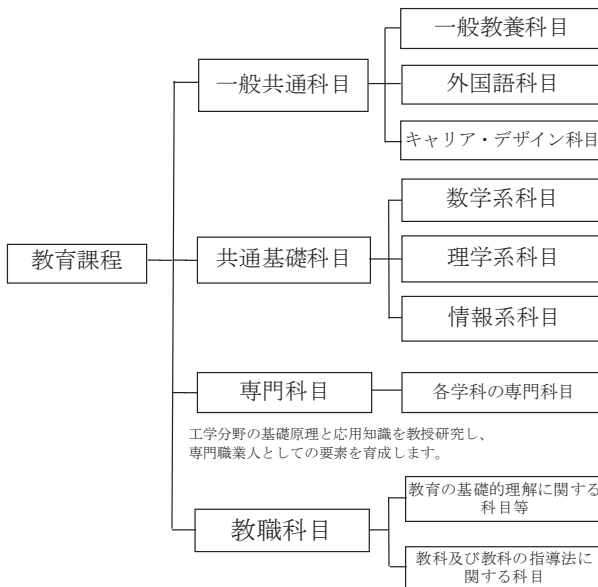 一般教養科目
一般共通科目
外国語科目
キャリア・デザイン科目
数学系科目
教育課程
共通基礎科目
理学系科目
情報系科目
専門科目
各学科の専門科目
工学分野の基礎原理と応用知識を教授研究し、
専門職業人としての要素を育成します。
教職科目
教育の基礎的理解に関する
科目等
教科及び教科の指導法に
関する科目